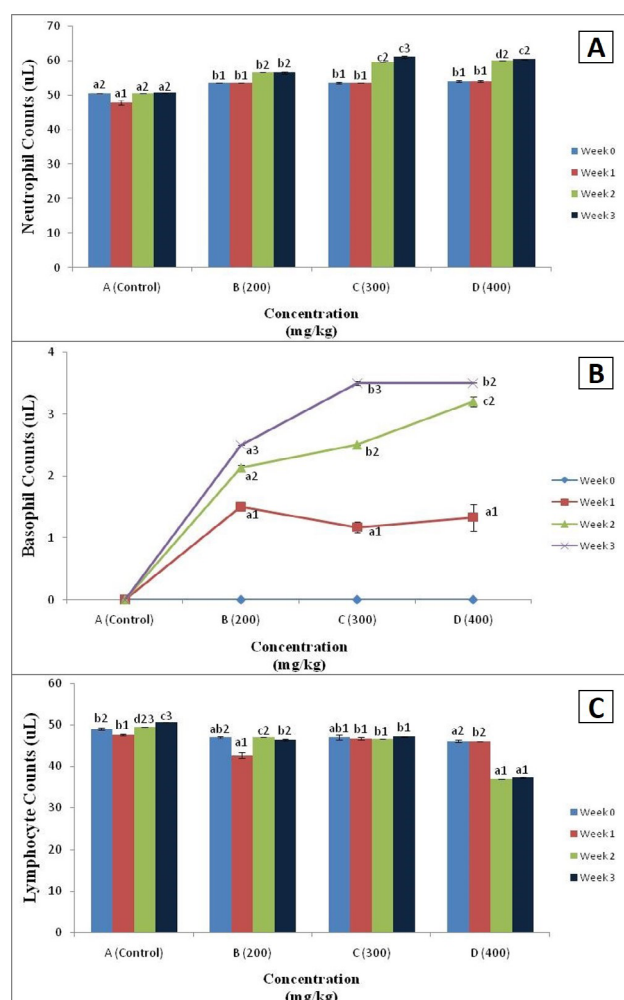 A
Neutrophil Counts (uL)
70
60
50
40
30
20
10
0
a2 a1 a2 a2
b1 b1 b2 b2
b1 b1 c2 c3
b1 b1 d2 c2
Week 0
Week 1
Week 2
Week 3
A (Control) B (200) C (300) D (400)
Concentration
(mg/kg)
B
Basophil Counts (uL)
4
3
2
1
0
a3 b3 b2
a2 b2 c2
a1 a1 a1
Week 0
Week 1
Week 2
Week 3
A (Control) B (200) C (300) D (400)
Concentration
(mg/kg)
C
Lymphocyte Counts (uL)
60
50
40
30
20
10
0
b2 b1 d23 c3
ab2 a1 c2 b2
ab1 b1 b1 b1
a2 b2 a1 a1
Week 0
Week 1
Week 2
Week 3
A (Control) B (200) C (300) D (400)
Concentration
(mg/kg)